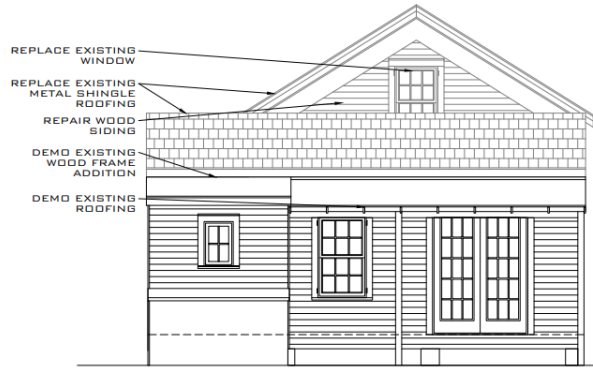 REPLACE EXISTING
WINDOW
REPLACE EXISTING
METAL SHINGLE
ROOFING
REPAIR WOOD
SIDING
DEMO EXISTING
WOOD FRAME
ADDITION
DEMO EXISTING
ROOFING